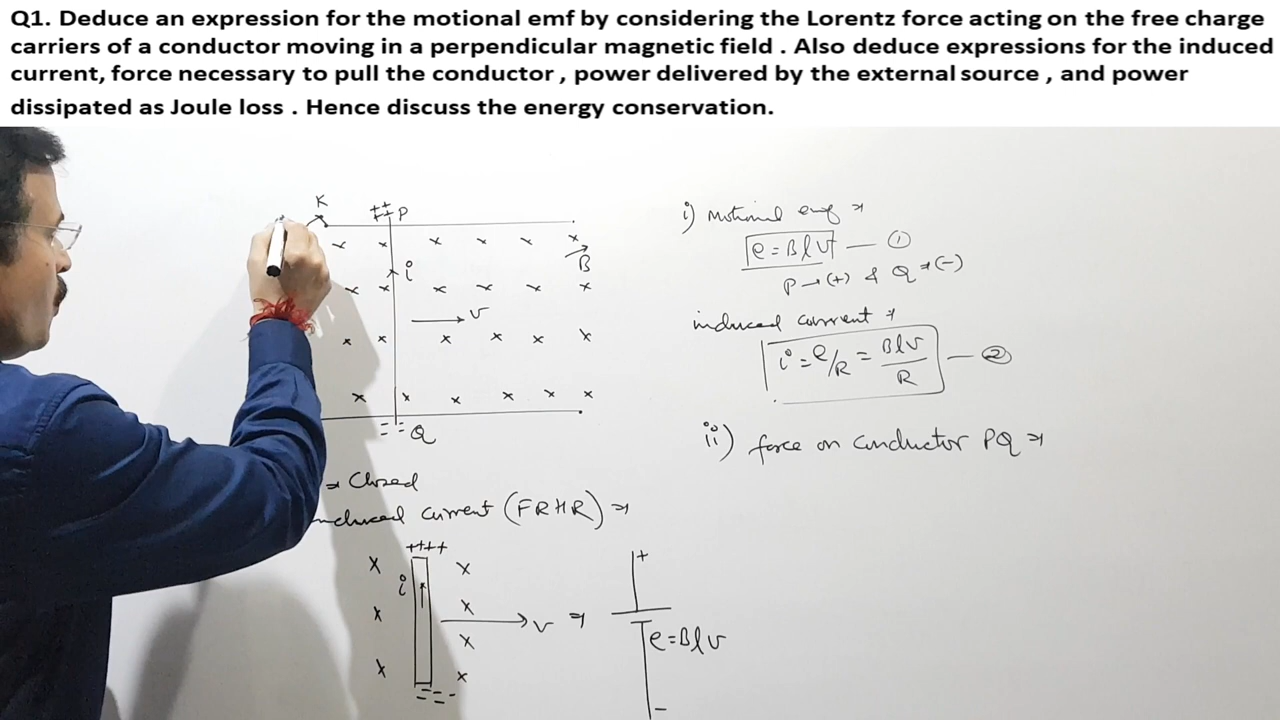 Q1. Deduce an expression for the motional emf by considering the Lorentz force acting on the free charge
carriers of a conductor moving in a perpendicular magnetic field . Also deduce expressions for the induced
current, force necessary to pull the conductor , power delivered by the external source , and power
dissipated as Joule loss . Hence discuss the energy conservation.
K
++
++ P
x x x x x x
B
i
x x x x x x
v
x x x x x x
x x x x x x
-- -- Q
⇒ Closed
induced current (FRHR) ⇒
++++
x x
i
x x
v ⇒
x
x x
+
e=Blv
-
i) Motional emf ⇒
e = Blv — ①
P → (+) & Q → (-)
induced current ⇒
i = e/R = Blv/R — ②
ii) force on conductor PQ ⇒